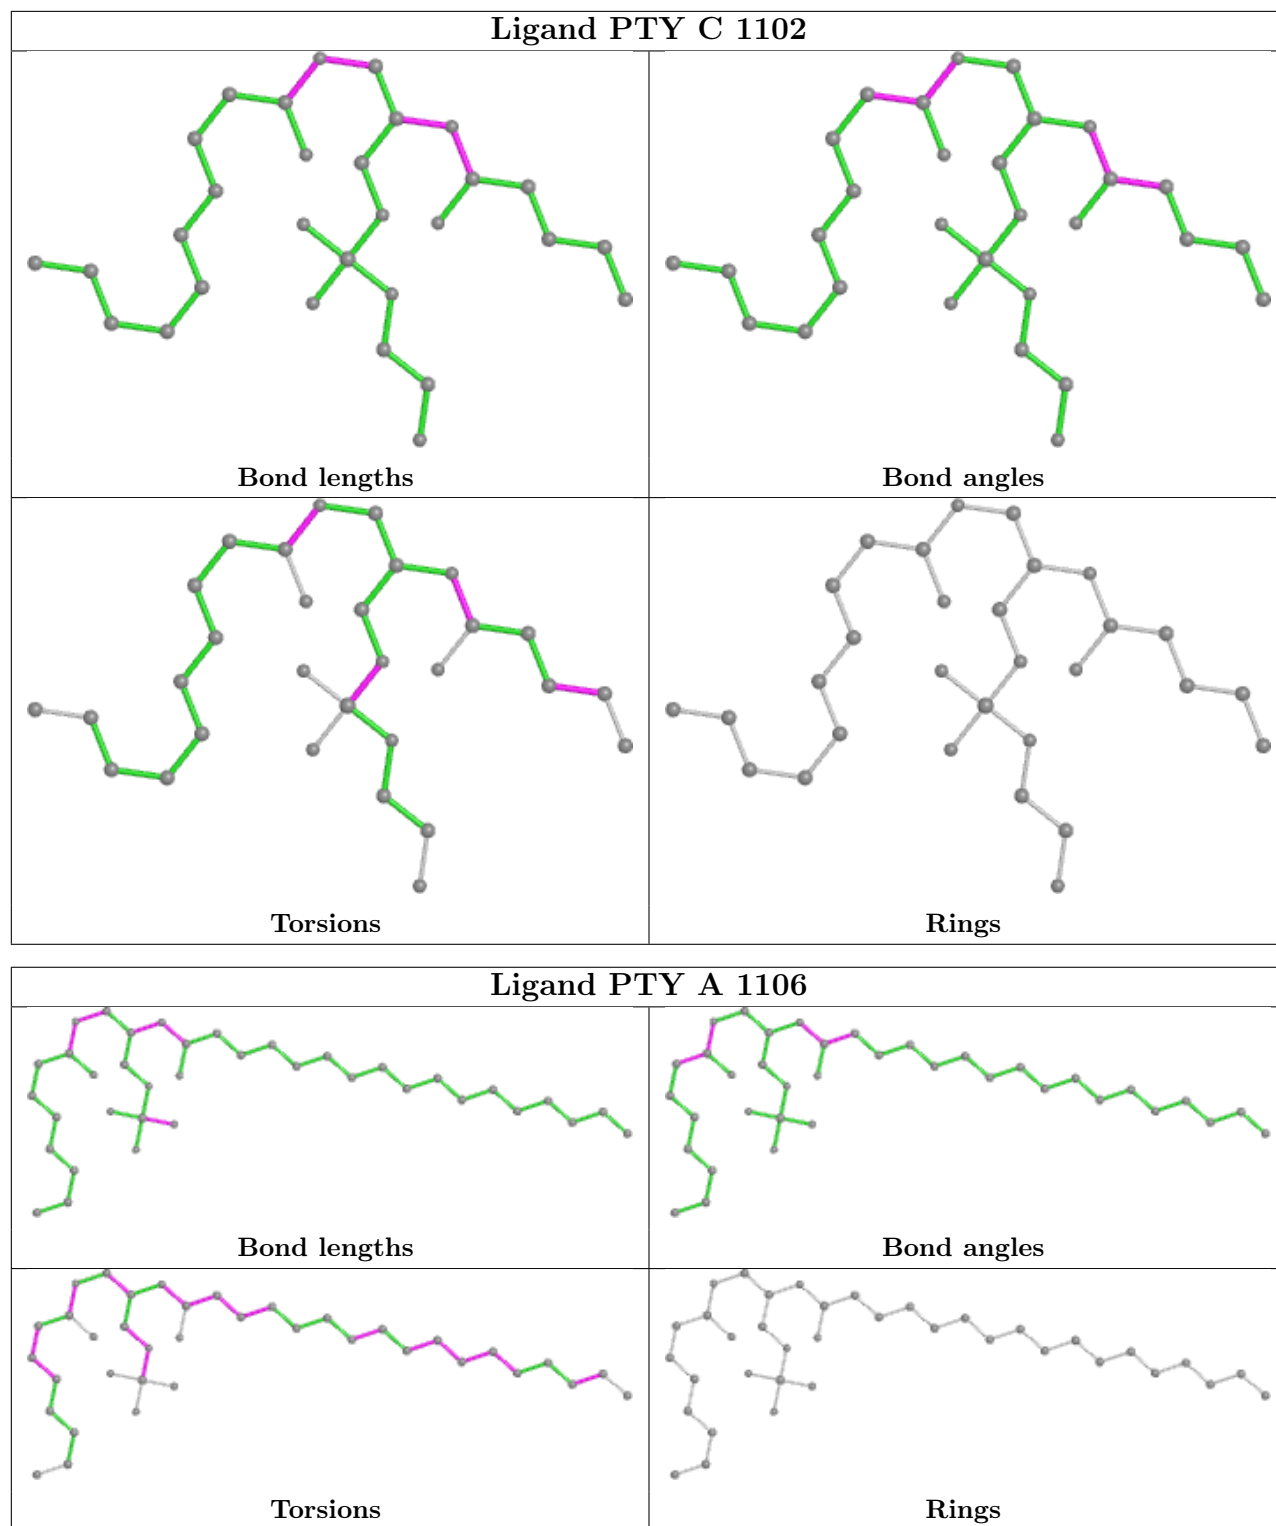 Ligand PTY C 1102
Bond lengths
Bond angles
Torsions
Rings
Ligand PTY A 1106
Bond lengths
Bond angles
Torsions
Rings